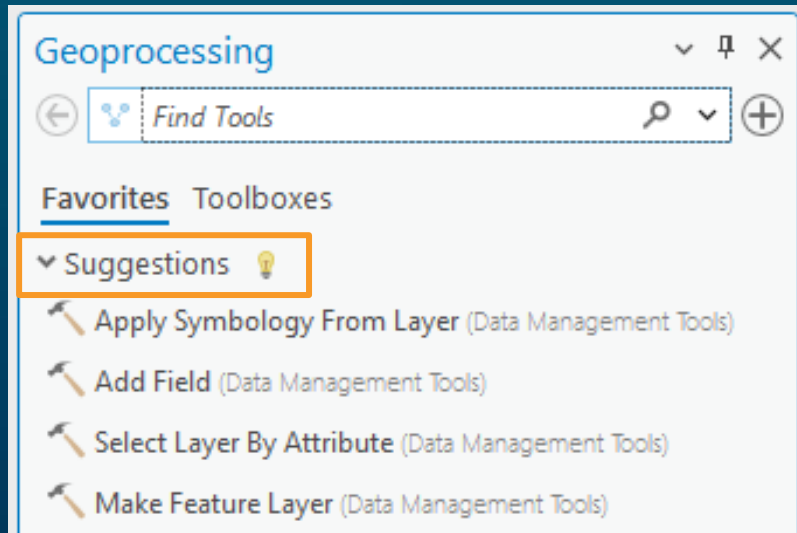 Geoprocessing
Find Tools
Favorites Toolboxes
Suggestions
Apply Symbology From Layer (Data Management Tools)
Add Field (Data Management Tools)
Select Layer By Attribute (Data Management Tools)
Make Feature Layer (Data Management Tools)